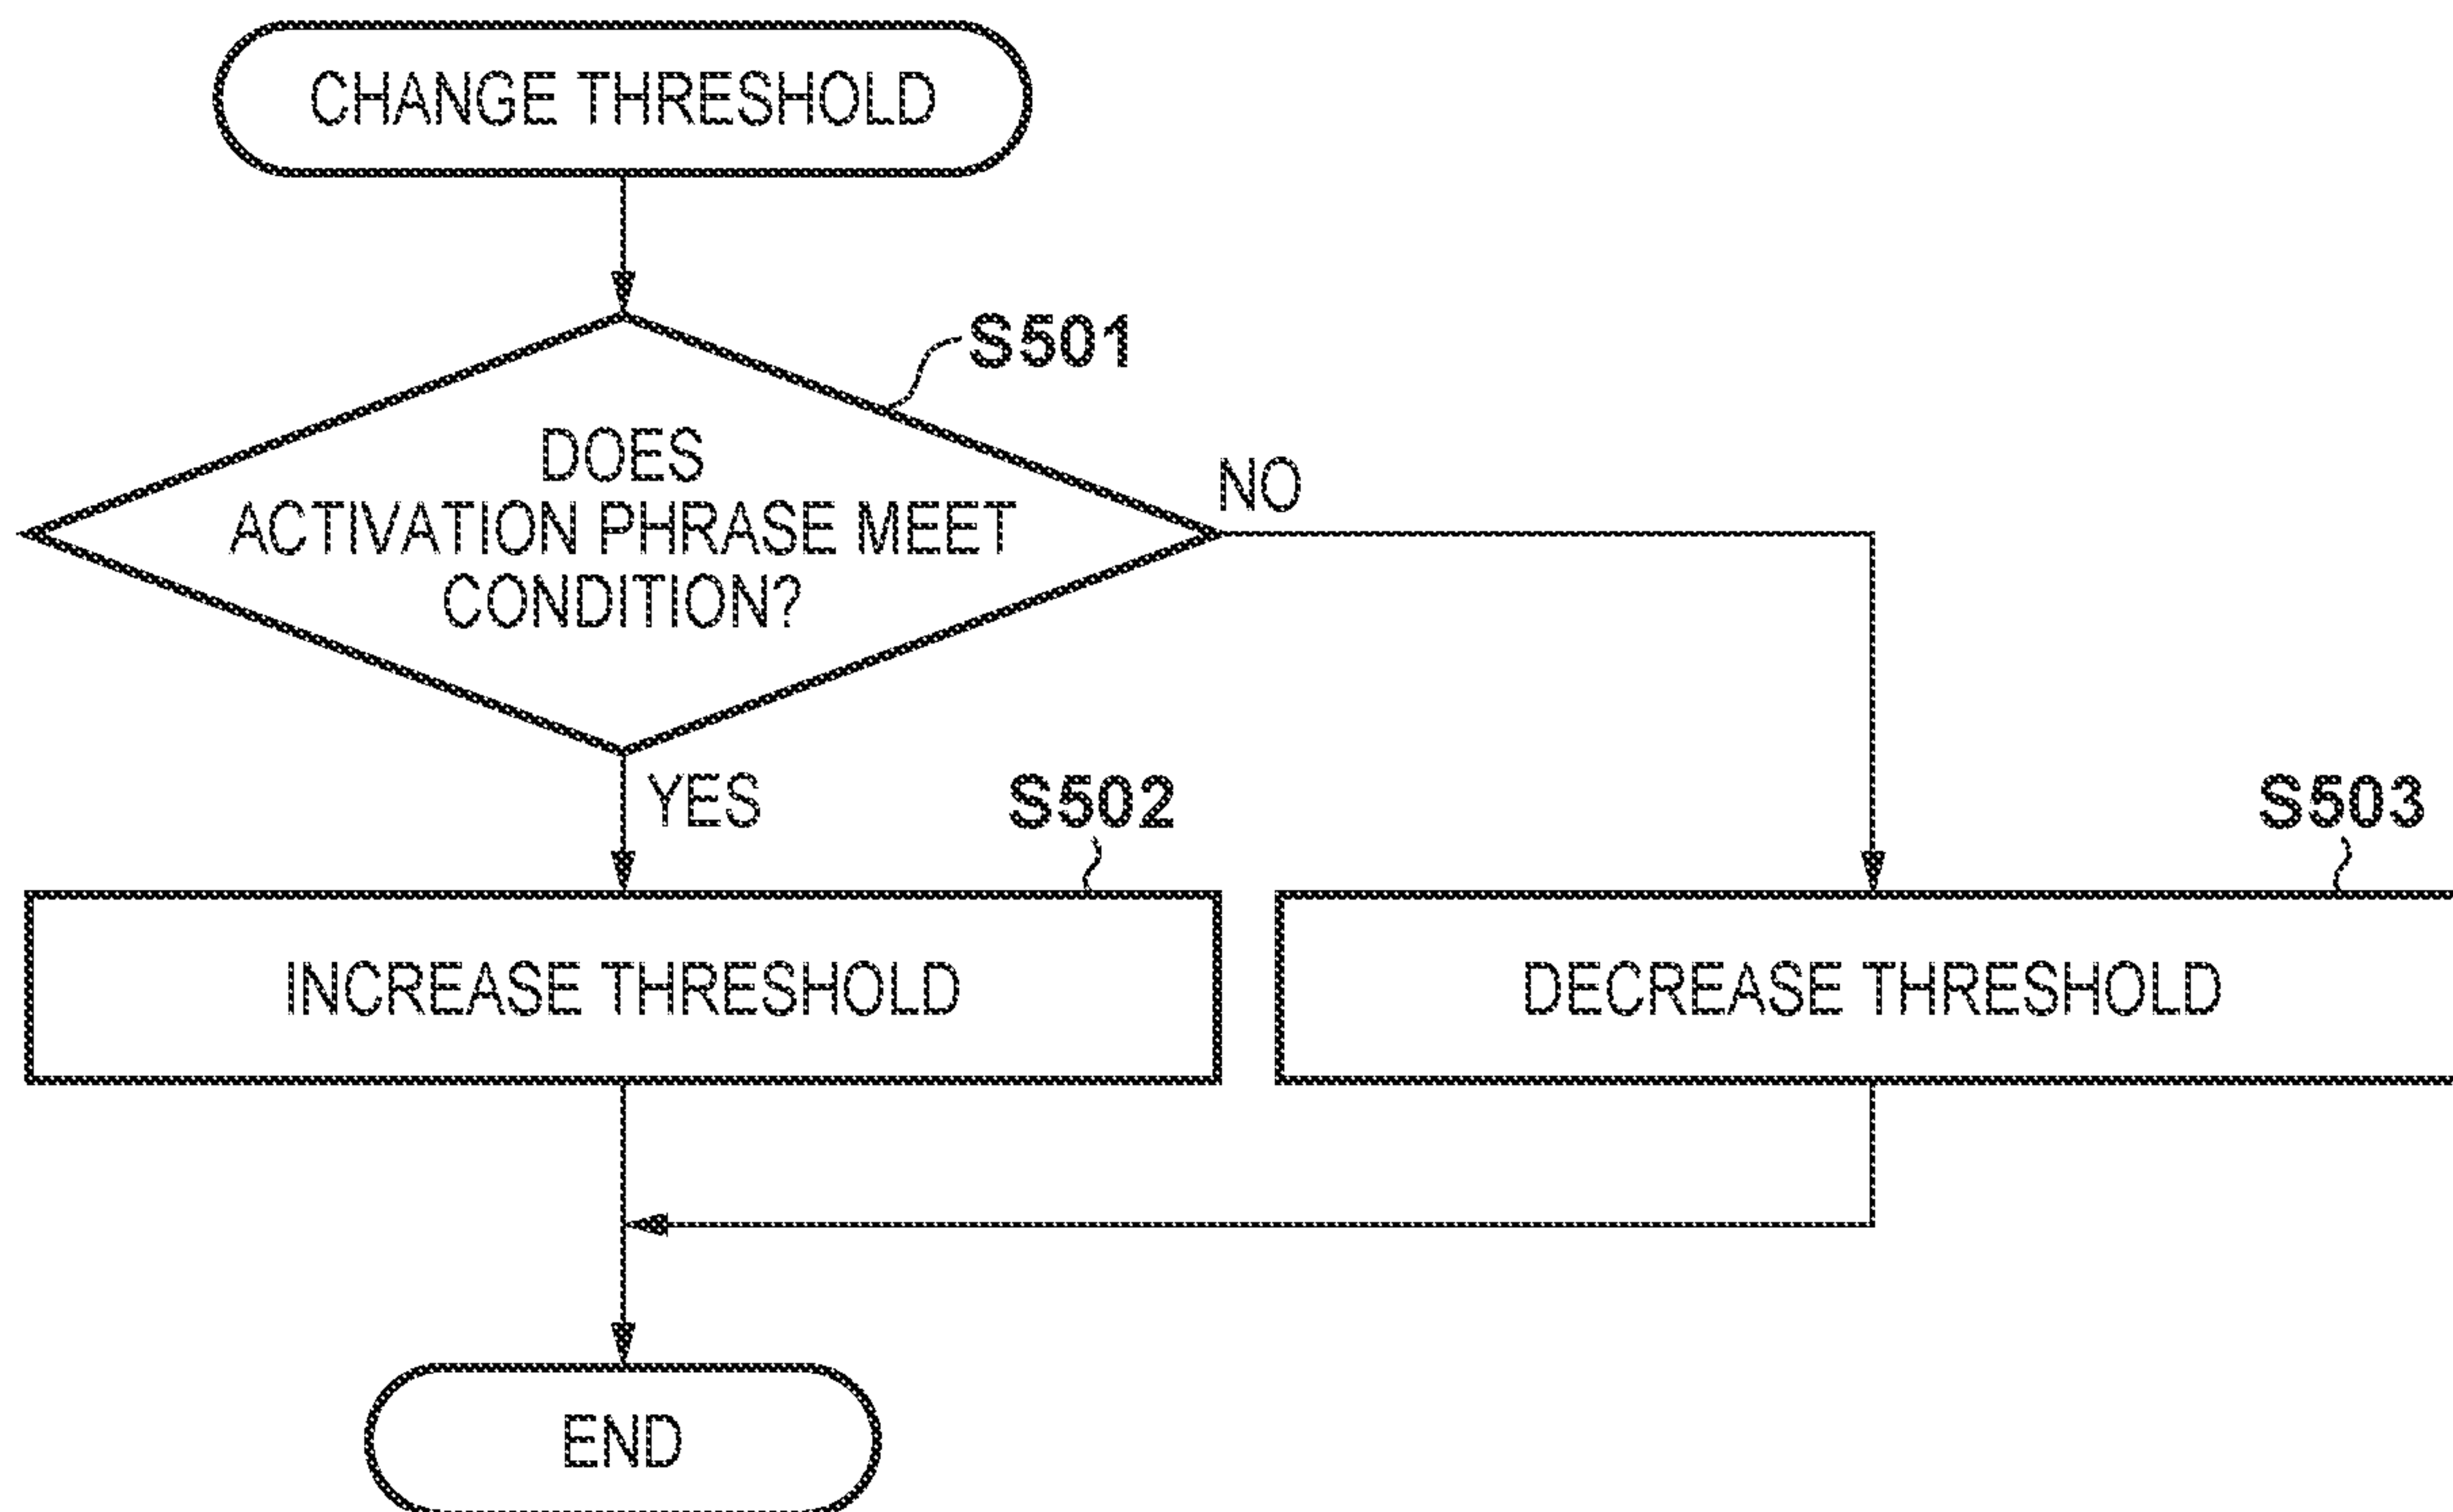 CHANGE THRESHOLD
S501
DOES
ACTIVATION PHRASE MEET
CONDITION?
NO
YES
S502
S503
INCREASE THRESHOLD
DECREASE THRESHOLD
END